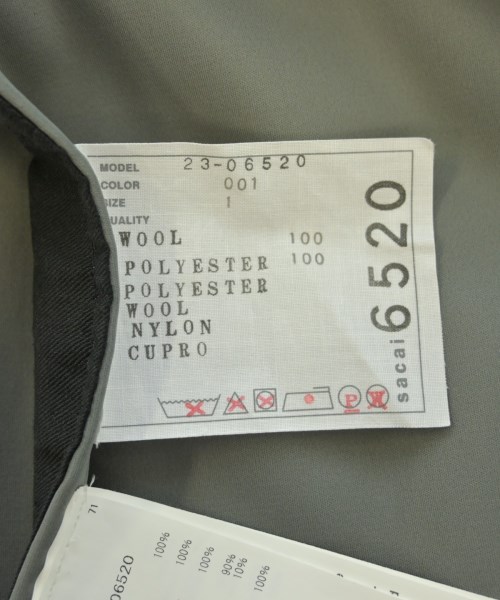 MODEL 23-06520
COLOR 001
SIZE 1
QUALITY
WOOL 100
POLYESTER 100
POLYESTER
WOOL
NYLON
CUPRO
P W
sacai 6520
71
06520
100%
100%
100%
90%
10%
100%